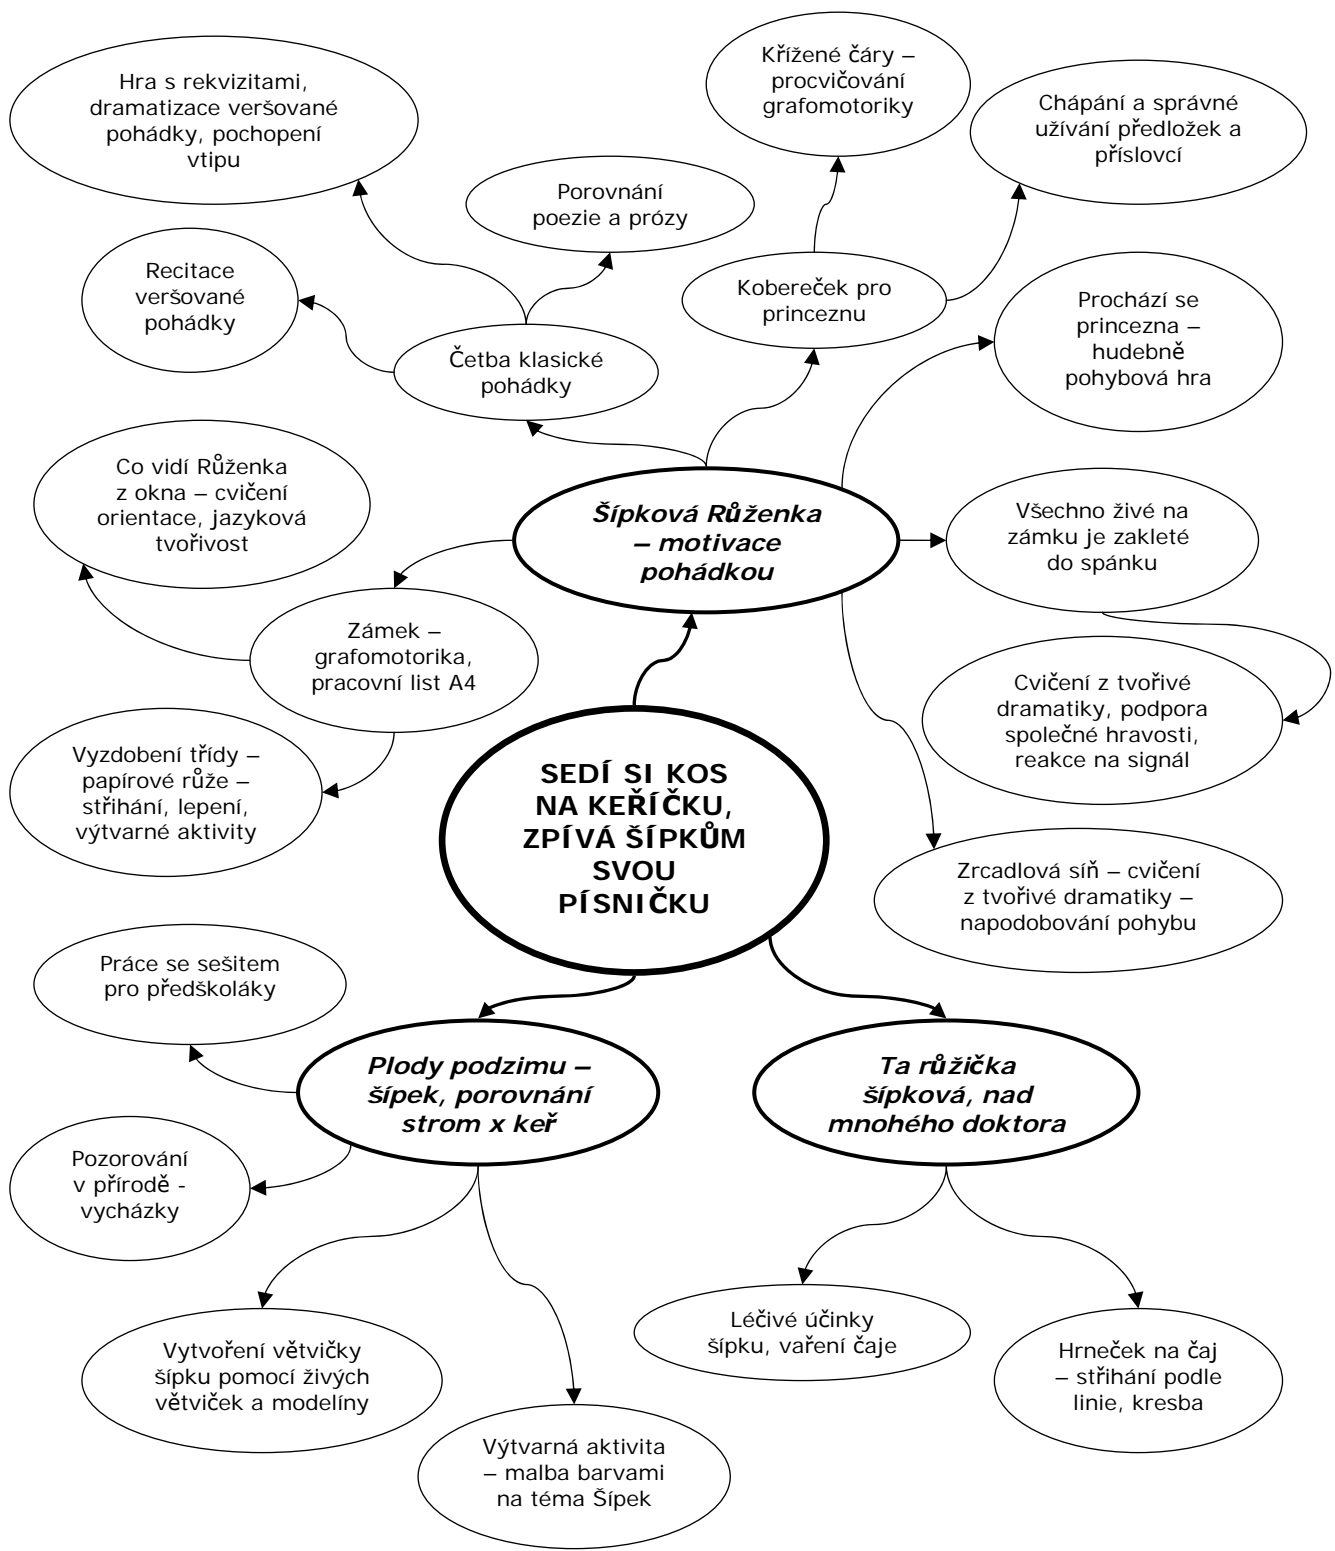 Křížené čáry –
procvičování
grafomotoriky
Hra s rekvizitami,
dramatizace veršované
pohádky, pochopení
vtipu
Chápání a správné
užívání předložek a
příslovcí
Porovnání
poezie a prózy
Recitace
veršované
pohádky
Kobereček pro
princeznu
Prochází se
princezna –
hudebně
pohybová hra
Četba klasické
pohádky
Co vidí Růženka
z okna – cvičení
orientace, jazyková
tvořivost
Šípková Růženka
– motivace
pohádkou
Všechno živé na
zámku je zakleté
do spánku
Zámek –
grafomotorika,
pracovní list A4
Cvičení z tvořivé
dramatiky, podpora
společné hravosti,
reakce na signál
Vyzdobení třídy –
papírové růže –
střihání, lepení,
výtvarné aktivity
SEDÍ SI KOS
NA KEŘÍČKU,
ZPÍVÁ ŠÍPKŮM
SVOU
PÍSNIČKU
Zrcadlová síň – cvičení
z tvořivé dramatiky –
napodobování pohybu
Práce se sešitem
pro předškoláky
Plody podzimu –
šípek, porovnání
strom x keř
Ta růžička
šípková, nad
mnohého doktora
Pozorování
v přírodě -
vycházky
Léčivé účinky
šípku, vaření čaje
Vytvoření větvičky
šípku pomocí živých
větviček a modelíny
Hrneček na čaj
– střihání podle
linie, kresba
Výtvarná aktivita
– malba barvami
na téma Šípek